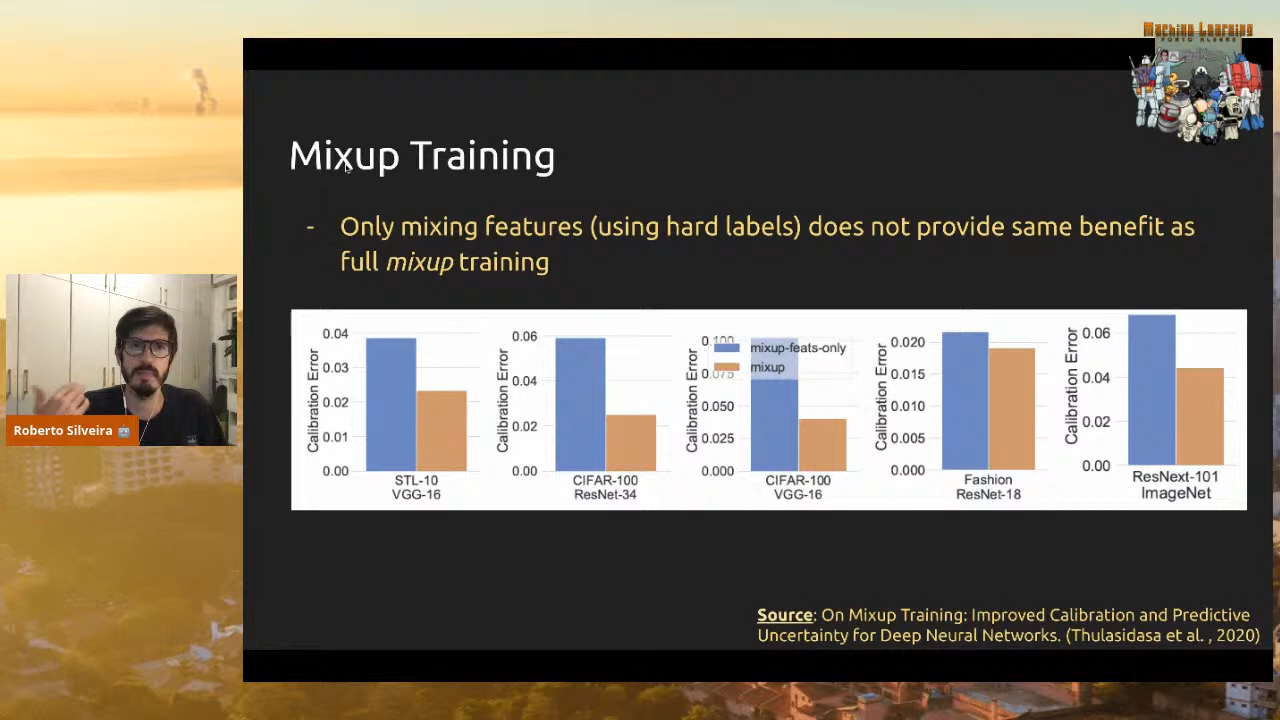 Machine Learning
PORTO ALEGRE
Mixup Training
- Only mixing features (using hard labels) does not provide same benefit as
full mixup training
Roberto Silveira
Calibration Error
0.04
0.03
0.02
0.01
0.00
STL-10
VGG-16
Calibration Error
0.06
0.04
0.02
0.00
CIFAR-100
ResNet-34
Calibration Error
0.100
0.075
0.050
0.025
0.000
mixup-feats-only
mixup
CIFAR-100
VGG-16
Calibration Error
0.020
0.015
0.010
0.005
0.000
Fashion
ResNet-18
Calibration Error
0.06
0.04
0.02
0.00
ResNext-101
ImageNet
Source: On Mixup Training: Improved Calibration and Predictive
Uncertainty for Deep Neural Networks. (Thulasidasa et al. , 2020)